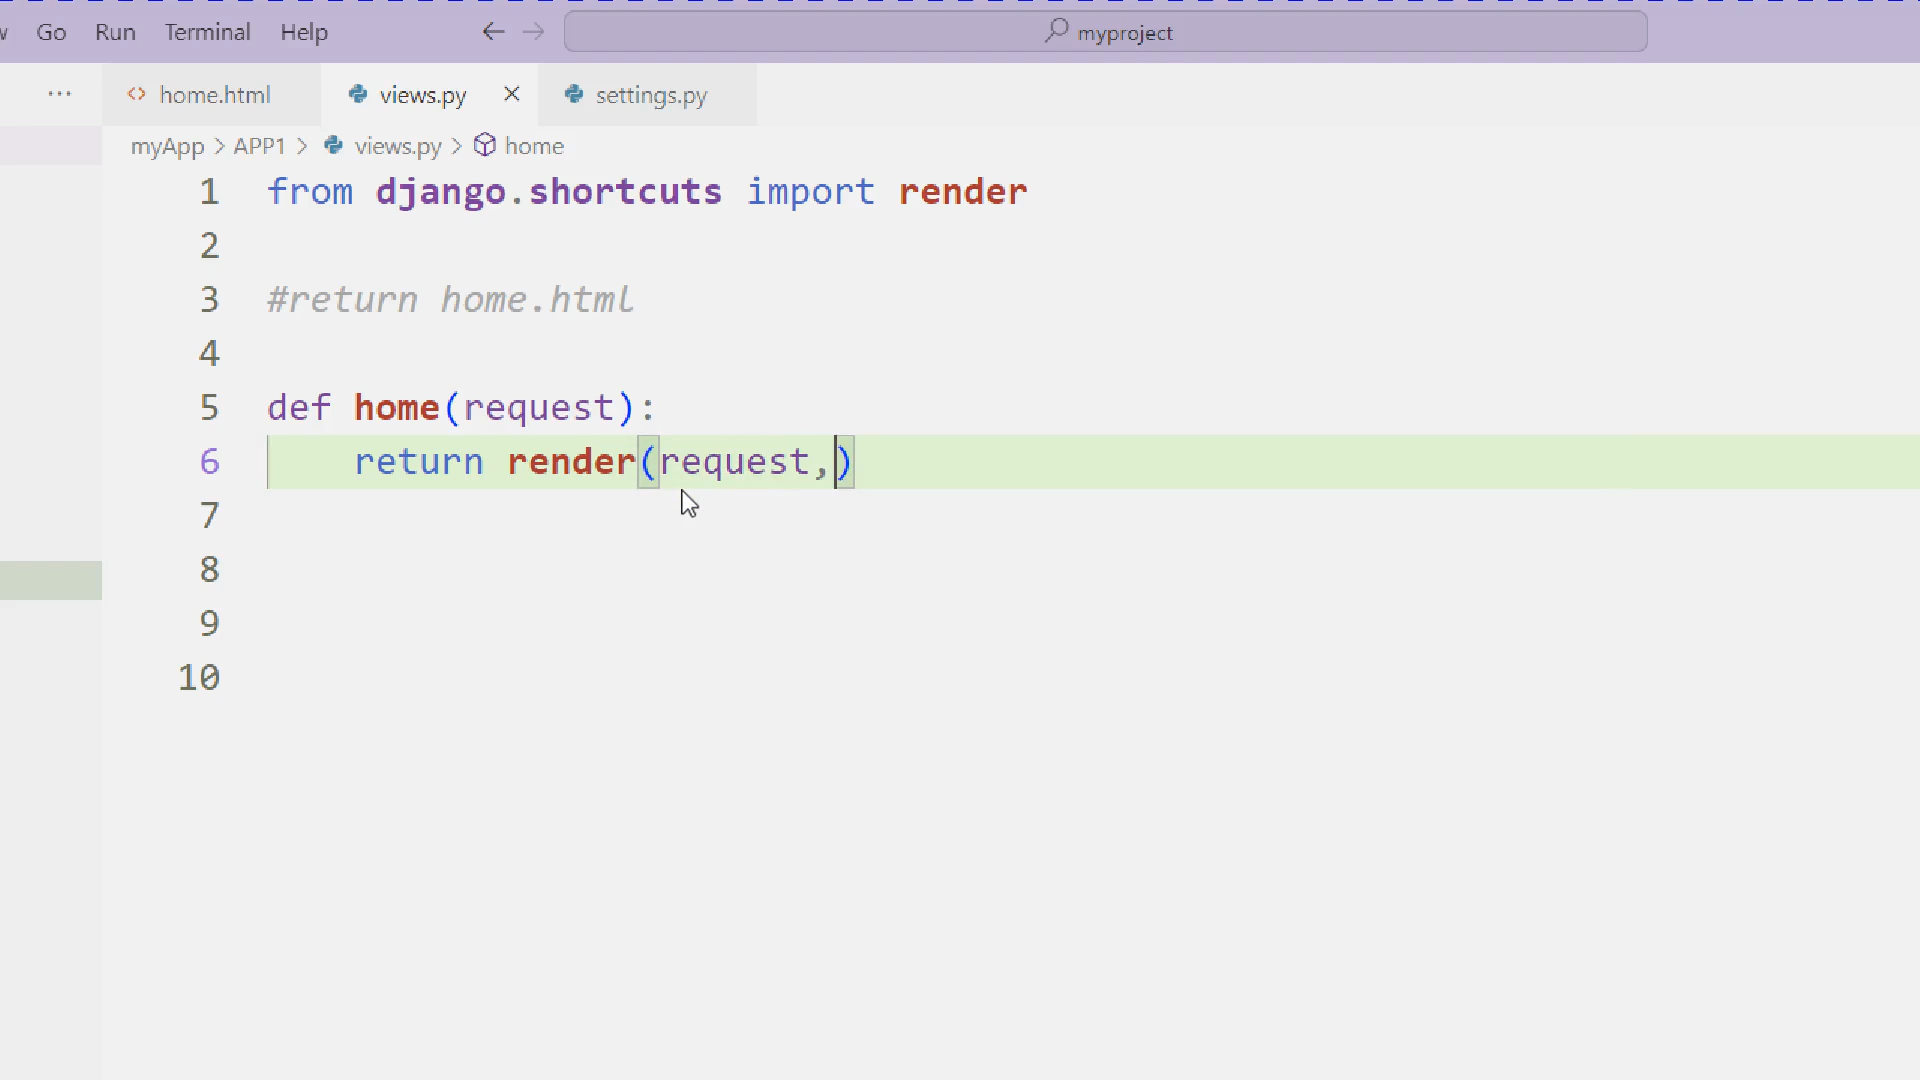 Go Run Terminal Help ← → myproject
... <> home.html views.py × settings.py
myApp > APP1 > views.py > home
1 from django.shortcuts import render
2
3 #return home.html
4
5 def home(request):
6 return render(request,)
7
8
9
10